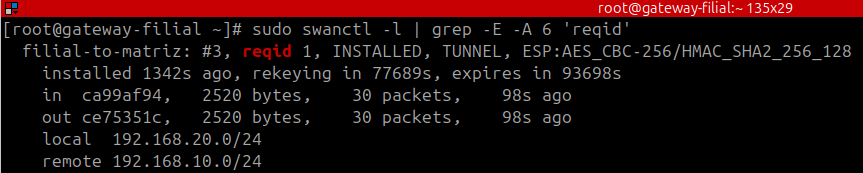 root@gateway-filial:~ 135x29
[root@gateway-filial ~]# sudo swanctl -l | grep -E -A 6 'reqid'
filial-to-matriz: #3, reqid 1, INSTALLED, TUNNEL, ESP:AES_CBC-256/HMAC_SHA2_256_128
installed 1342s ago, rekeying in 77689s, expires in 93698s
in  ca99af94,   2520 bytes,    30 packets,    98s ago
out ce75351c,   2520 bytes,    30 packets,    98s ago
local  192.168.20.0/24
remote 192.168.10.0/24